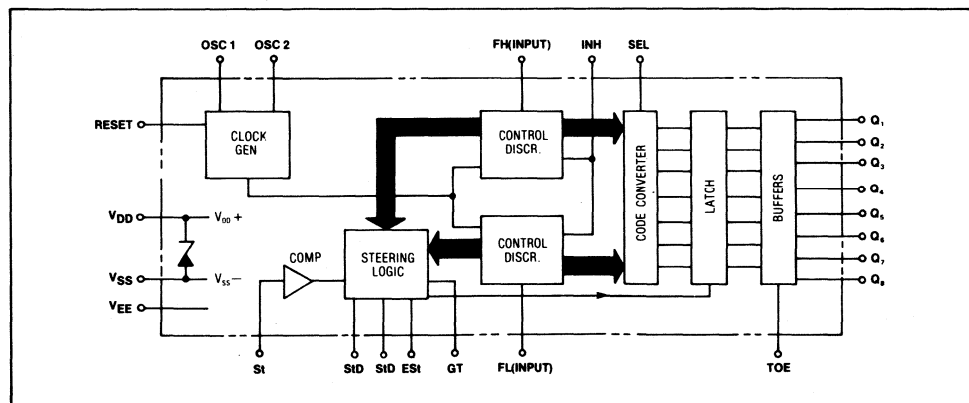 OSC 1 OSC 2 FH(INPUT) INH SEL
RESET
CLOCK
GEN
CONTROL
DISCR.
CODE CONVERTER
LATCH
BUFFERS
Q1
Q2
Q3
Q4
Q5
Q6
Q7
Q8
VDD VDD +
VSS VSS −
VEE
COMP
STEERING
LOGIC
CONTROL
DISCR.
St StD StD ESt GT FL(INPUT) TOE